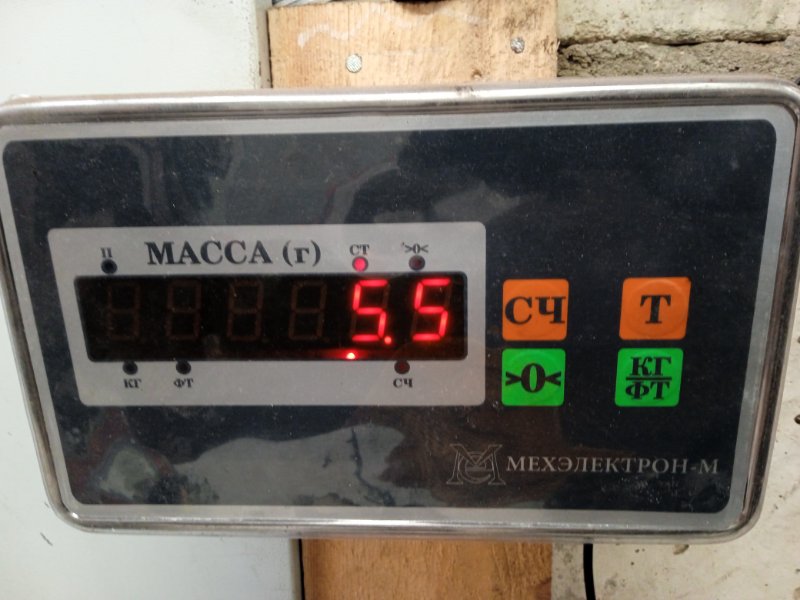 П МАССА (г) СТ >0<
5.5
КГ ФТ СЧ
СЧ Т
>0< КГ/ФТ
МЕХЭЛЕКТРОН-М